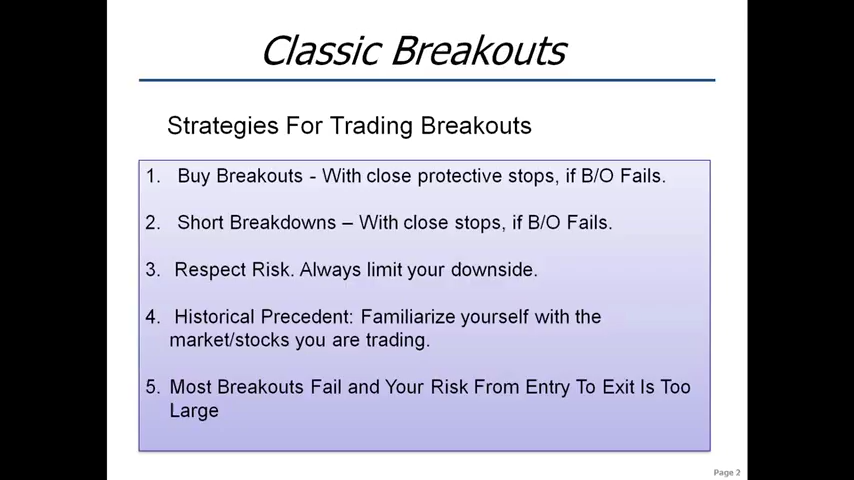 Classic Breakouts
Strategies For Trading Breakouts
1. Buy Breakouts - With close protective stops, if B/O Fails.
2. Short Breakdowns – With close stops, if B/O Fails.
3. Respect Risk. Always limit your downside.
4. Historical Precedent: Familiarize yourself with the
market/stocks you are trading.
5. Most Breakouts Fail and Your Risk From Entry To Exit Is Too
Large
Page 2